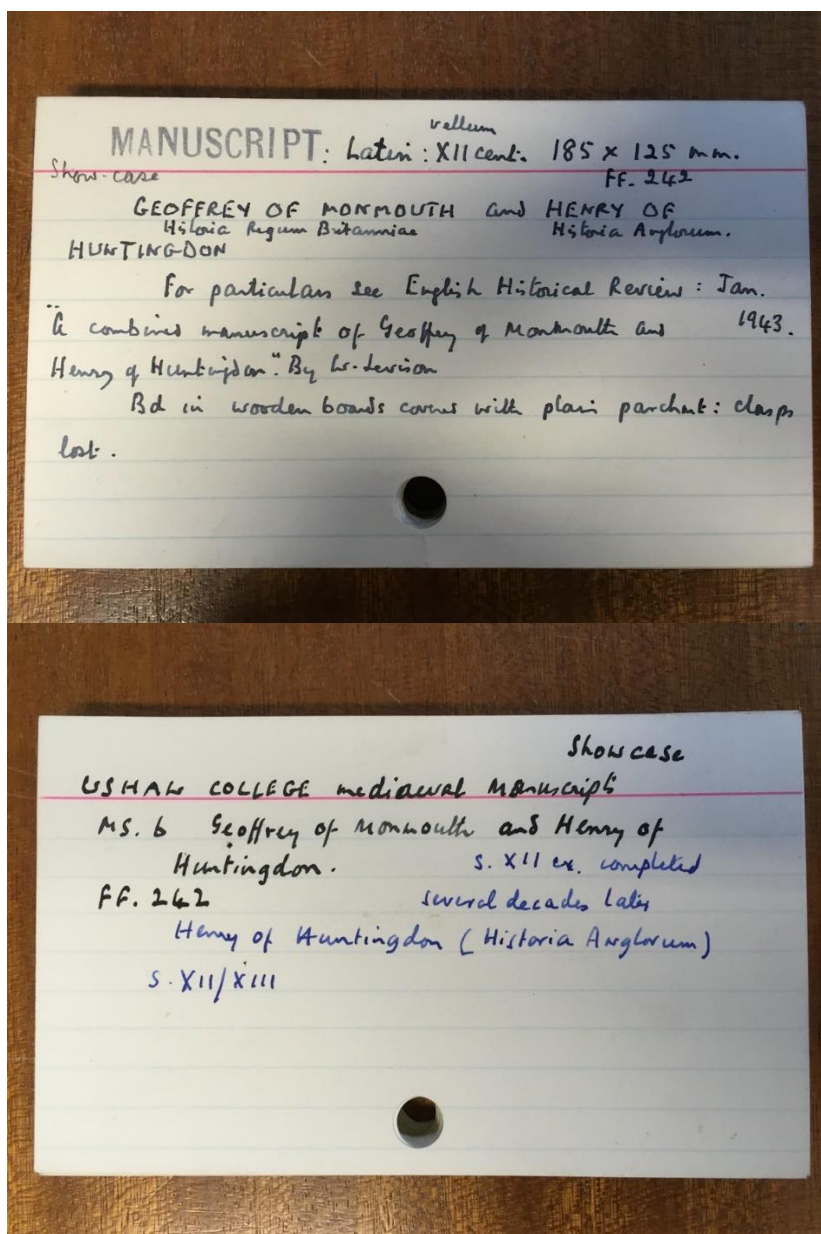 vellum
MANUSCRIPT: Latin: XII cent. 185 x 125 mm.
Show-case
FF. 242
GEOFFREY OF MONMOUTH and HENRY OF
Historia Regum Britanniae Historia Anglorum.
HUNTINGDON
For particulars see English Historical Review: Jan.
"A combined manuscript of Geoffrey of Monmouth and 1943.
Henry of Huntingdon". By W. Levison
Bd in wooden boards covered with plain parchmt: clasps
lost.
Showcase
USHAW COLLEGE mediaeval Manuscripts
MS. 6 Geoffrey of Monmouth and Henry of
Huntingdon. s. XII ex. completed
FF. 242 several decades later
Henry of Huntingdon (Historia Anglorum)
s. XII/XIII